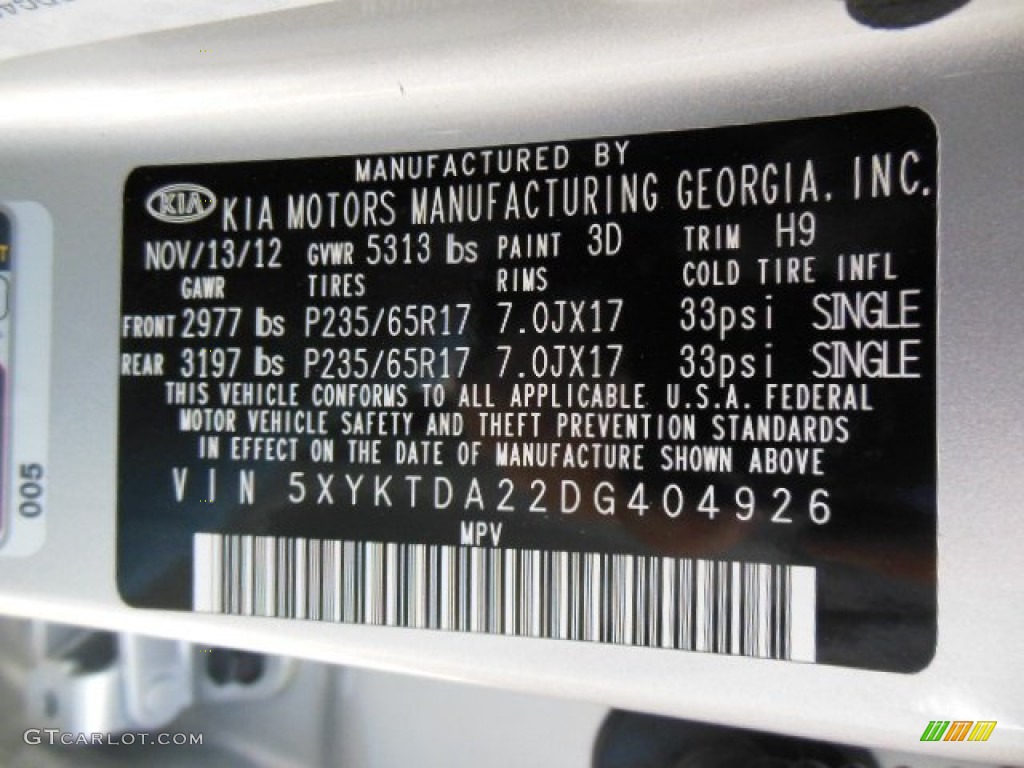 MANUFACTURED BY
KIA KIA MOTORS MANUFACTURING GEORGIA, INC.
NOV/13/12 GVWR 5313 lbs PAINT 3D TRIM H9
GAWR TIRES RIMS COLD TIRE INFL
FRONT 2977 lbs P235/65R17 7.0JX17 33psi SINGLE
REAR 3197 lbs P235/65R17 7.0JX17 33psi SINGLE
THIS VEHICLE CONFORMS TO ALL APPLICABLE U.S.A. FEDERAL
MOTOR VEHICLE SAFETY AND THEFT PREVENTION STANDARDS
IN EFFECT ON THE DATE OF MANUFACTURE SHOWN ABOVE
VIN 5XYKTDA22DG404926
MPV
005
GTCARLOT.COM